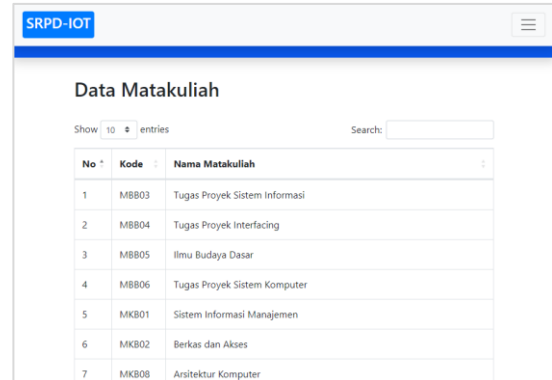 SRPD-IOT
Data Matakuliah
Show 10 entries Search:
No Kode Nama Matakuliah
1 MBB03 Tugas Proyek Sistem Informasi
2 MBB04 Tugas Proyek Interfacing
3 MBB05 Ilmu Budaya Dasar
4 MBB06 Tugas Proyek Sistem Komputer
5 MKB01 Sistem Informasi Manajemen
6 MKB02 Berkas dan Akses
7 MKB08 Arsitektur Komputer